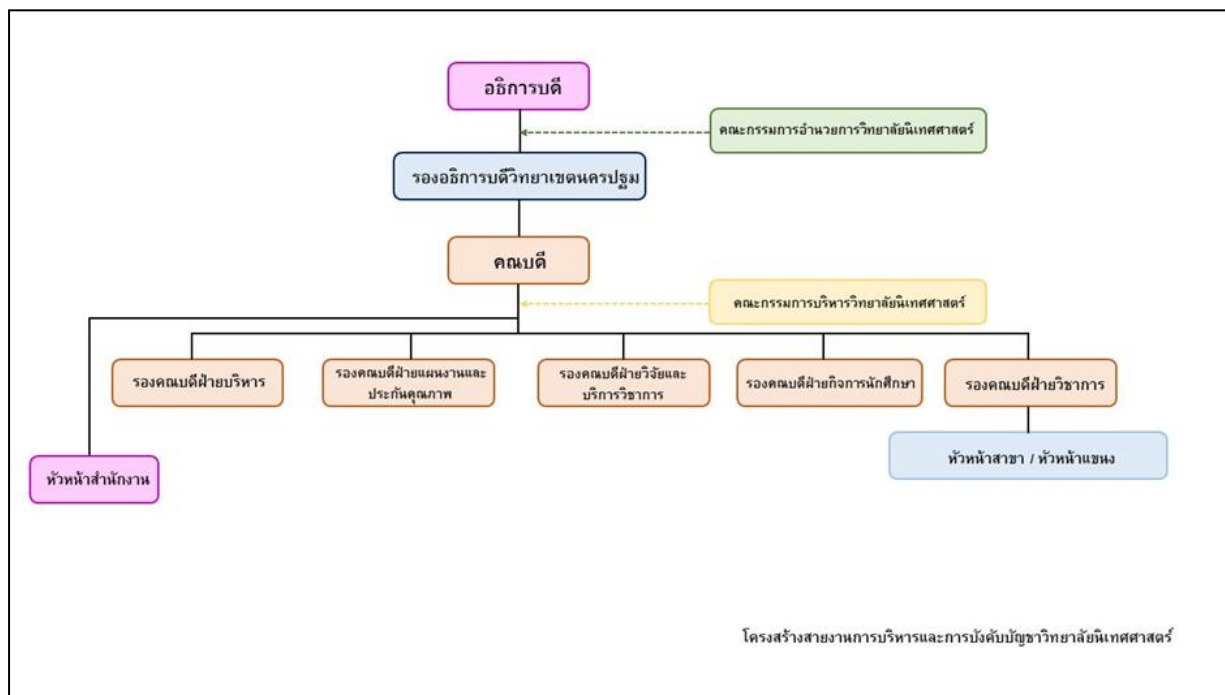 อธิการบดี
คณะกรรมการอำนวยการวิทยาลัยนิเทศศาสตร์
รองอธิการบดีวิทยาเขตนครปฐม
คณบดี
คณะกรรมการบริหารวิทยาลัยนิเทศศาสตร์
รองคณบดีฝ่ายบริหาร
รองคณบดีฝ่ายแผนงานและ
ประกันคุณภาพ
รองคณบดีฝ่ายวิจัยและ
บริการวิชาการ
รองคณบดีฝ่ายกิจการนักศึกษา
รองคณบดีฝ่ายวิชาการ
หัวหน้าสาขา / หัวหน้าแขนง
หัวหน้าสำนักงาน
โครงสร้างสายงานการบริหารและการบังคับบัญชาวิทยาลัยนิเทศศาสตร์